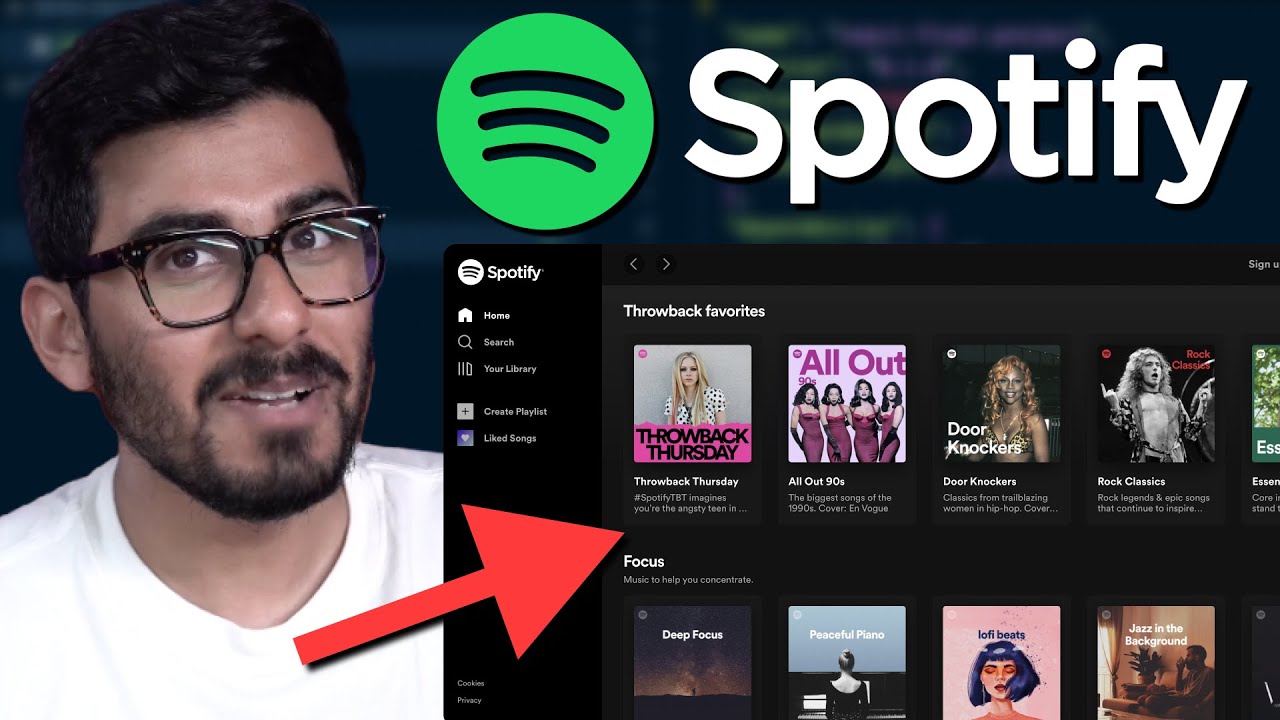 Spotify
Spotify
Sign u
Home
Search
Your Library
Create Playlist
Liked Songs
Cookies
Privacy
Throwback favorites
THROWBACK
THURSDAY
Throwback Thursday
#SpotifyTBT imagines
you're the angsty teen in ...
All Out
90s
All Out 90s
The biggest songs of the
1990s. Cover: En Vogue
Door
Knockers
Door Knockers
Classics from trailblazing
women in hip-hop. Cover...
Rock
Classics
Rock Classics
Rock legends & epic songs
that continue to inspire...
Ess
Essen
Core in
stand t
Focus
Music to help you concentrate.
Deep Focus
Peaceful Piano
lofi beats
Jazz in the
Background